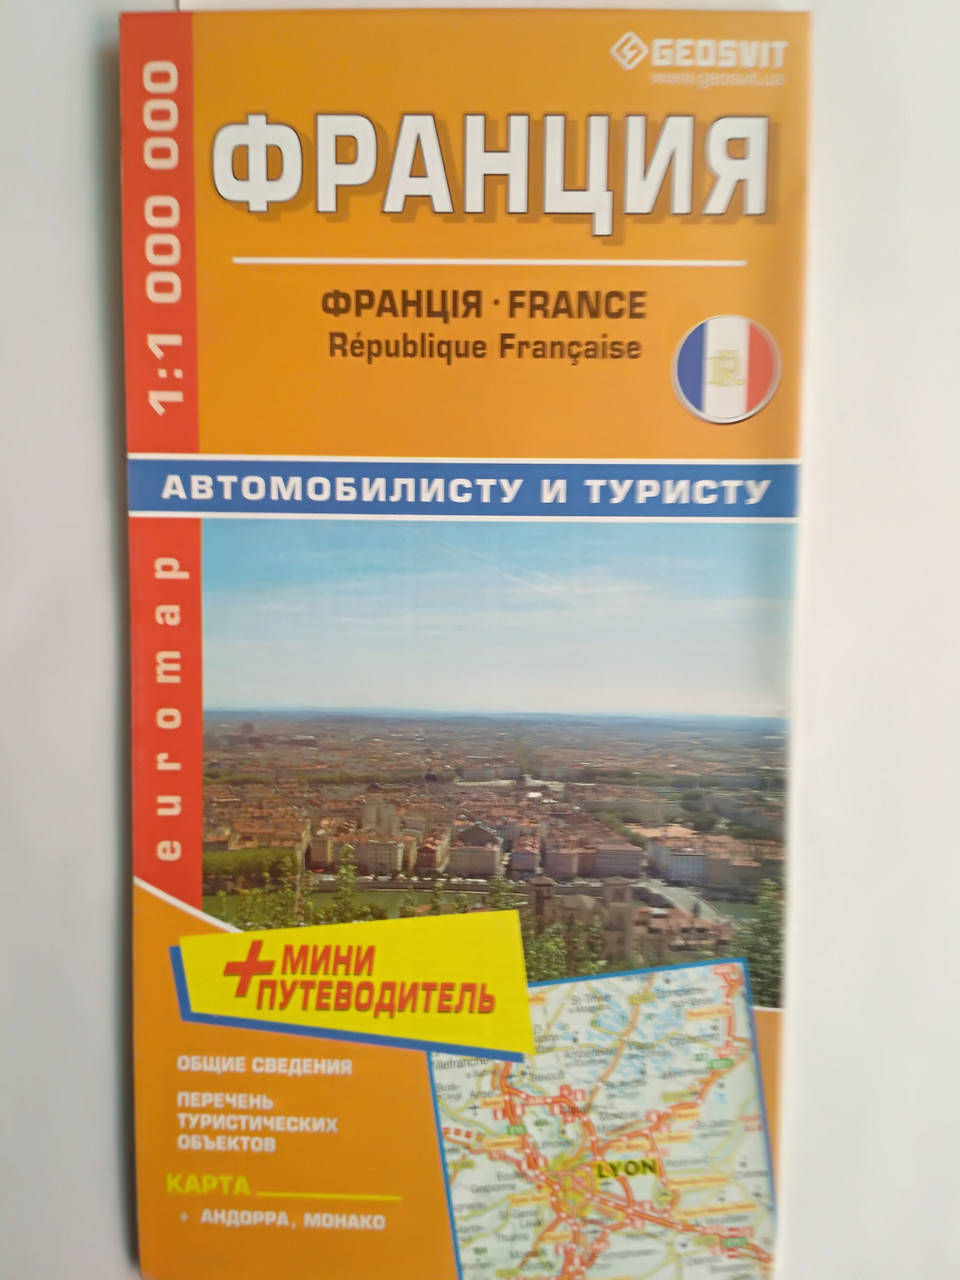 GEOSVIT
www.geosvit.ua
1:1 000 000
ФРАНЦИЯ
ФРАНЦІЯ · FRANCE
République Française
АВТОМОБИЛИСТУ И ТУРИСТУ
euromap
+ МИНИ
ПУТЕВОДИТЕЛЬ
ОБЩИЕ СВЕДЕНИЯ
ПЕРЕЧЕНЬ
ТУРИСТИЧЕСКИХ
ОБЪЕКТОВ
КАРТА
+ АНДОРРА, МОНАКО
LYON